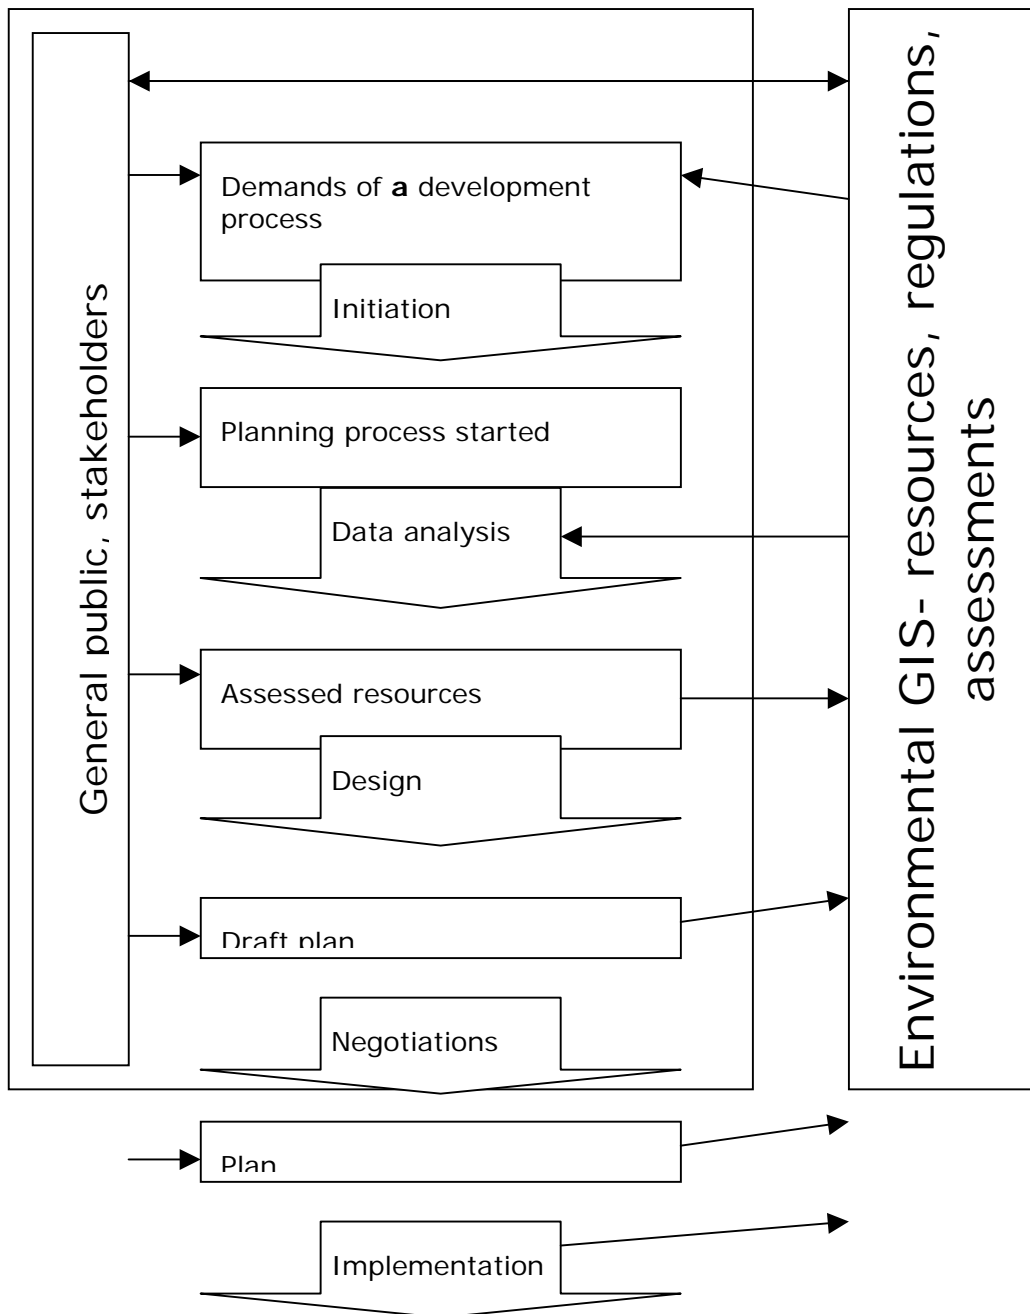 General public, stakeholders
Demands of a development
process
Initiation
Planning process started
Data analysis
Assessed resources
Design
Draft plan
Negotiations
Plan
Implementation
Environmental GIS- resources, regulations,
assessments